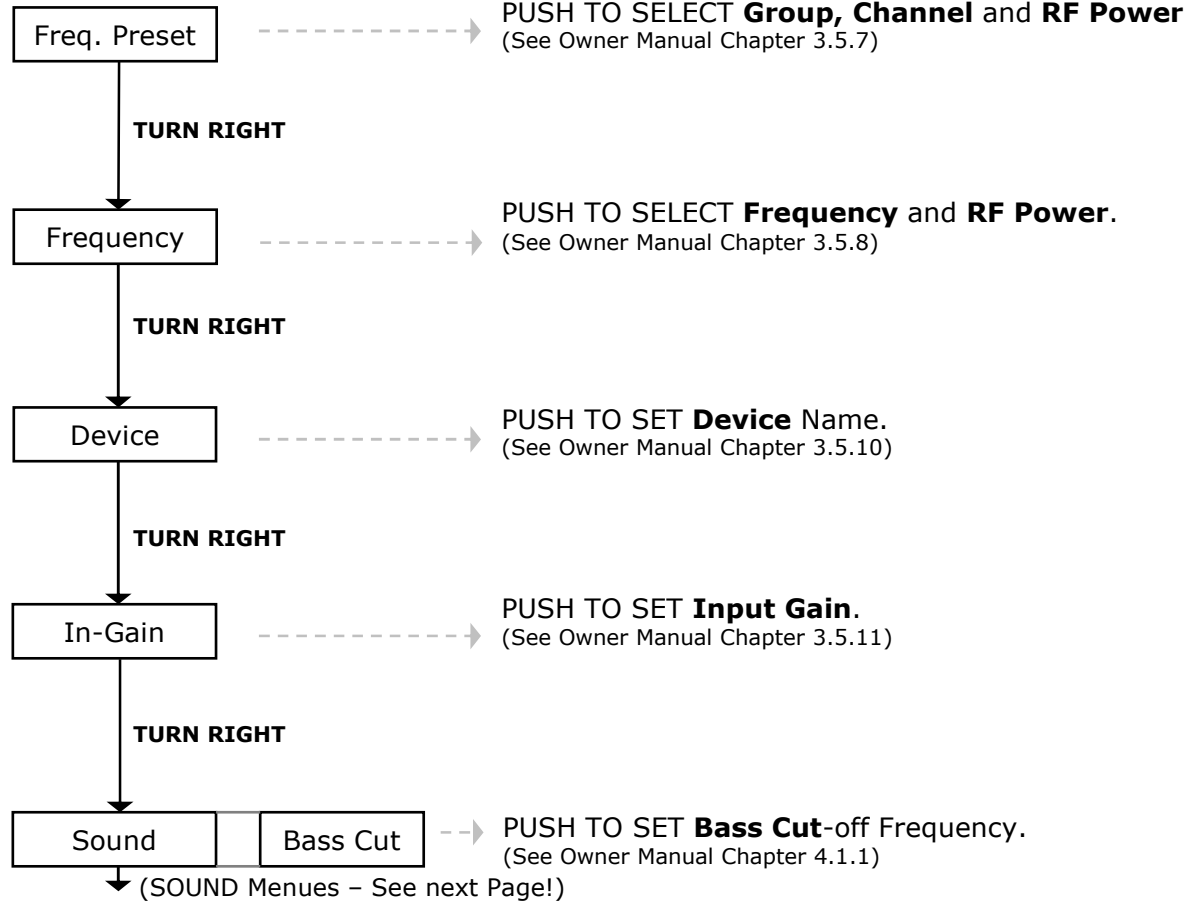 PUSH TO SELECT Group, Channel and RF Power
Freq. Preset
(See Owner Manual Chapter 3.5.7)
TURN RIGHT
PUSH TO SELECT Frequency and RF Power.
Frequency
(See Owner Manual Chapter 3.5.8)
TURN RIGHT
PUSH TO SET Device Name.
Device
(See Owner Manual Chapter 3.5.10)
TURN RIGHT
PUSH TO SET Input Gain.
In-Gain
(See Owner Manual Chapter 3.5.11)
TURN RIGHT
Sound
Bass Cut
PUSH TO SET Bass Cut-off Frequency.
(See Owner Manual Chapter 4.1.1)
(SOUND Menues – See next Page!)